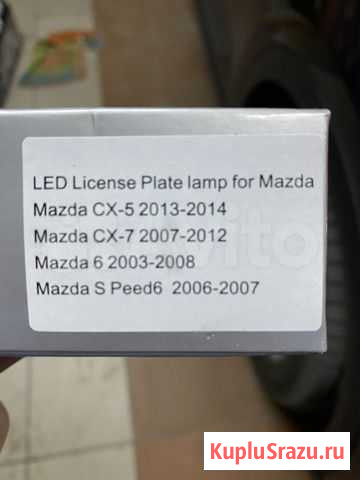 LED License Plate lamp for Mazda
Mazda CX-5 2013-2014
Mazda CX-7 2007-2012
Mazda 6 2003-2008
Mazda S Peed6 2006-2007
Avito
KupluSrazu.ru